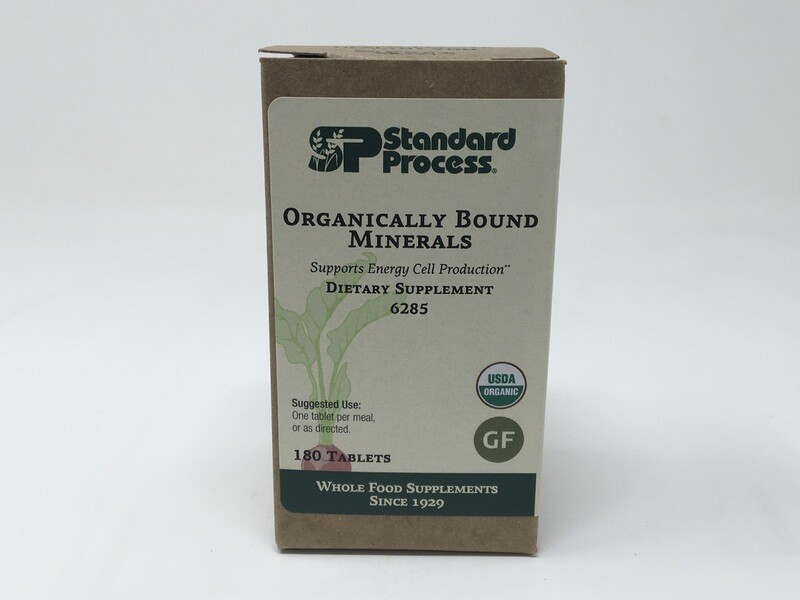 SP Standard
Process®
ORGANICALLY BOUND
MINERALS
Supports Energy Cell Production**
DIETARY SUPPLEMENT
6285
USDA
ORGANIC
Suggested Use:
One tablet per meal,
or as directed.
GF
180 TABLETS
WHOLE FOOD SUPPLEMENTS
SINCE 1929